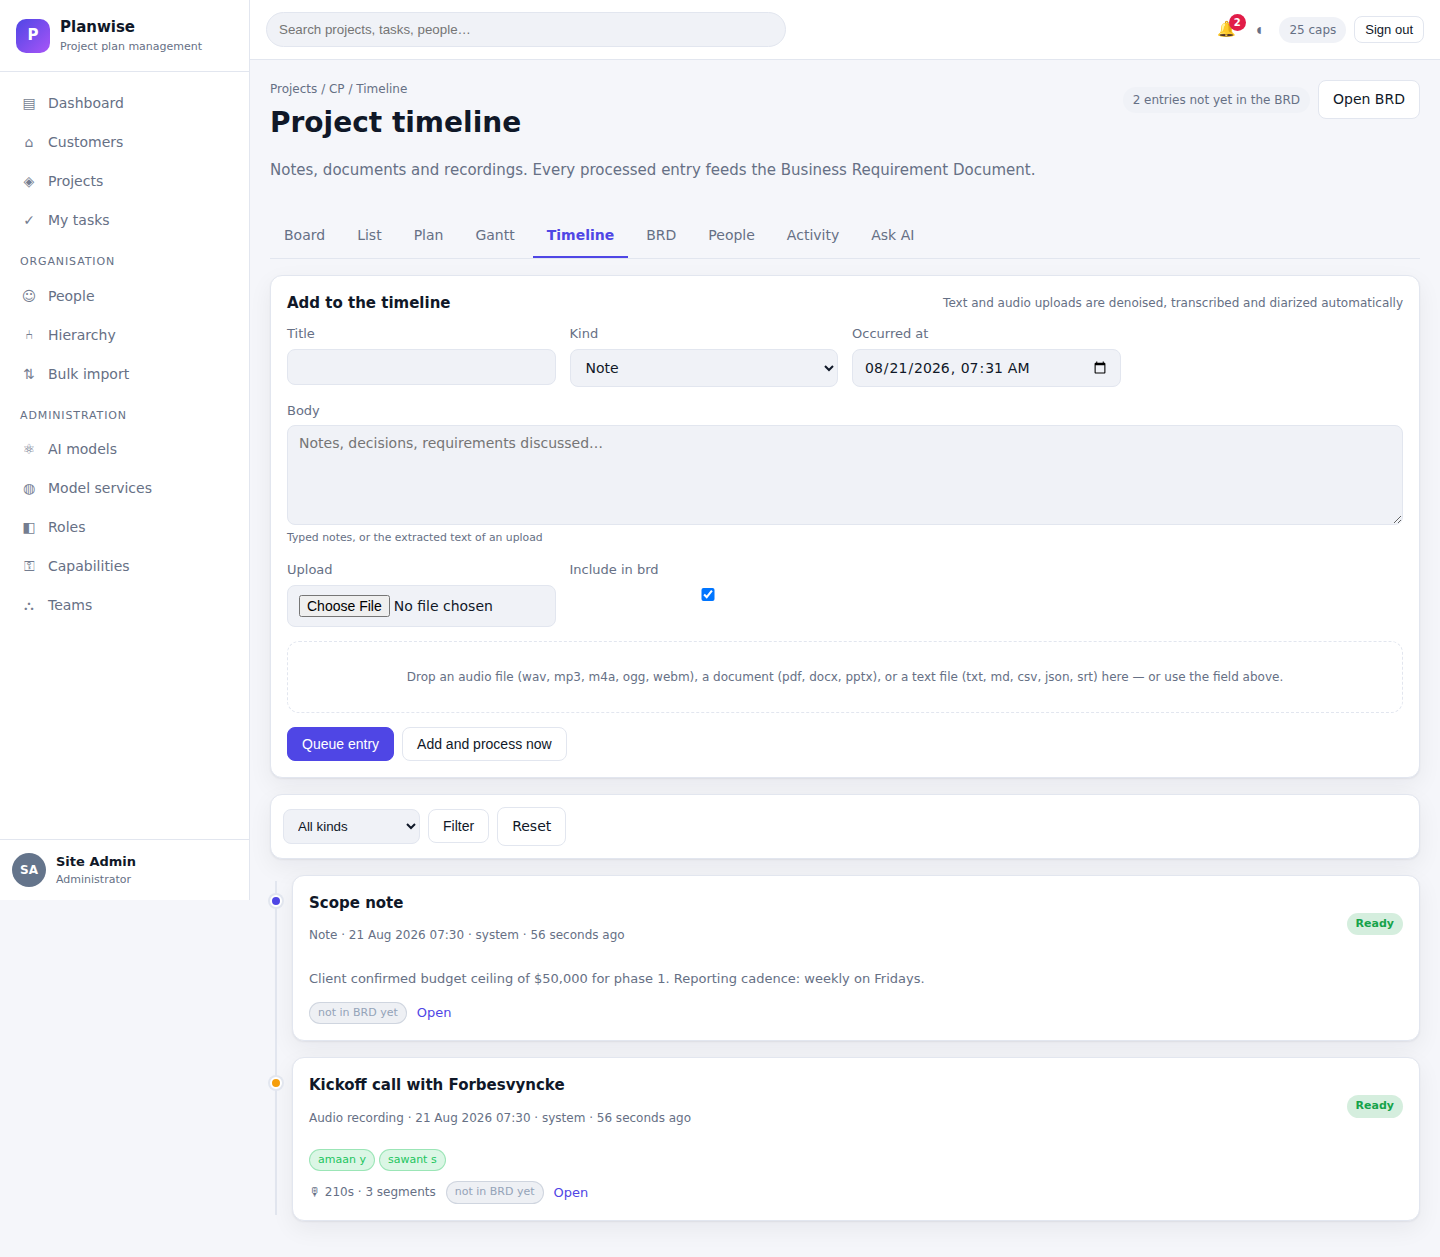 P
Planwise
Project plan management
Dashboard
Customers
Projects
My tasks
ORGANISATION
People
Hierarchy
Bulk import
ADMINISTRATION
AI models
Model services
Roles
Capabilities
Teams
SA
Site Admin
Administrator
Search projects, tasks, people…
2
25 caps
Sign out
Projects / CP / Timeline
Project timeline
2 entries not yet in the BRD
Open BRD
Notes, documents and recordings. Every processed entry feeds the Business Requirement Document.
Board List Plan Gantt Timeline BRD People Activity Ask AI
Add to the timeline
Text and audio uploads are denoised, transcribed and diarized automatically
Title Kind Occurred at
Note
08/21/2026, 07:31 AM
Body
Notes, decisions, requirements discussed…
Typed notes, or the extracted text of an upload
Upload Include in brd
Choose File No file chosen
Drop an audio file (wav, mp3, m4a, ogg, webm), a document (pdf, docx, pptx), or a text file (txt, md, csv, json, srt) here — or use the field above.
Queue entry Add and process now
All kinds Filter Reset
Scope note
Ready
Note · 21 Aug 2026 07:30 · system · 56 seconds ago
Client confirmed budget ceiling of $50,000 for phase 1. Reporting cadence: weekly on Fridays.
not in BRD yet Open
Kickoff call with Forbesvyncke
Ready
Audio recording · 21 Aug 2026 07:30 · system · 56 seconds ago
amaan y sawant s
210s · 3 segments not in BRD yet Open